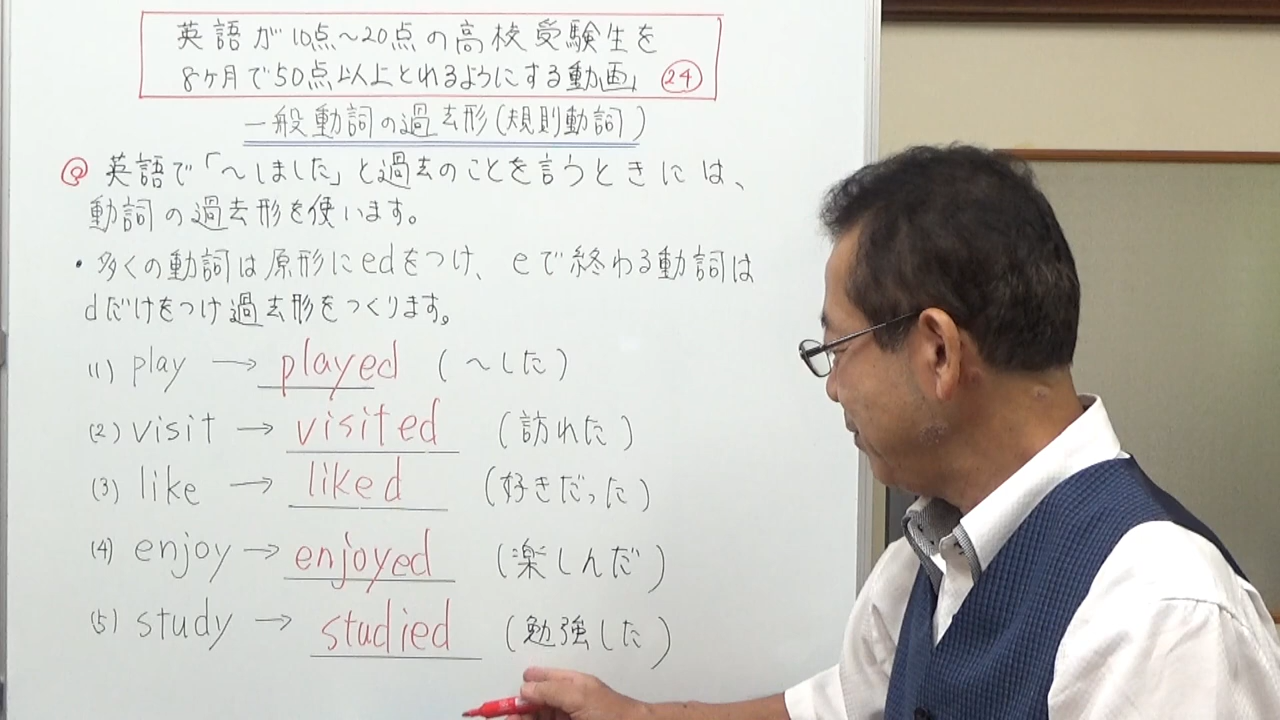 英語が10点〜20点の高校受験生を
8ヶ月で50点以上とれるようにする動画」 24
一般動詞の過去形(規則動詞)
◎ 英語で「〜しました」と過去のことを言うときには、
動詞の過去形を使います。
・多くの動詞は原形にedをつけ、eで終わる動詞は
dだけをつけ過去形をつくります。
(1) play → played (〜した)
(2) visit → visited (訪れた)
(3) like → liked (好きだった)
(4) enjoy → enjoyed (楽しんだ)
(5) study → studied (勉強した)